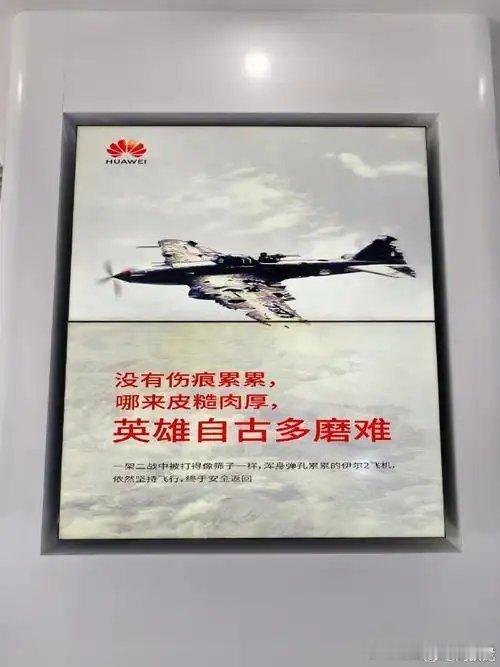 HUAWEI
没有伤痕累累，
哪来皮糙肉厚，
英雄自古多磨难
一架二战中被打得像筛子一样，浑身弹孔累累的伊尔2飞机，
依然坚持飞行，终于安全返回